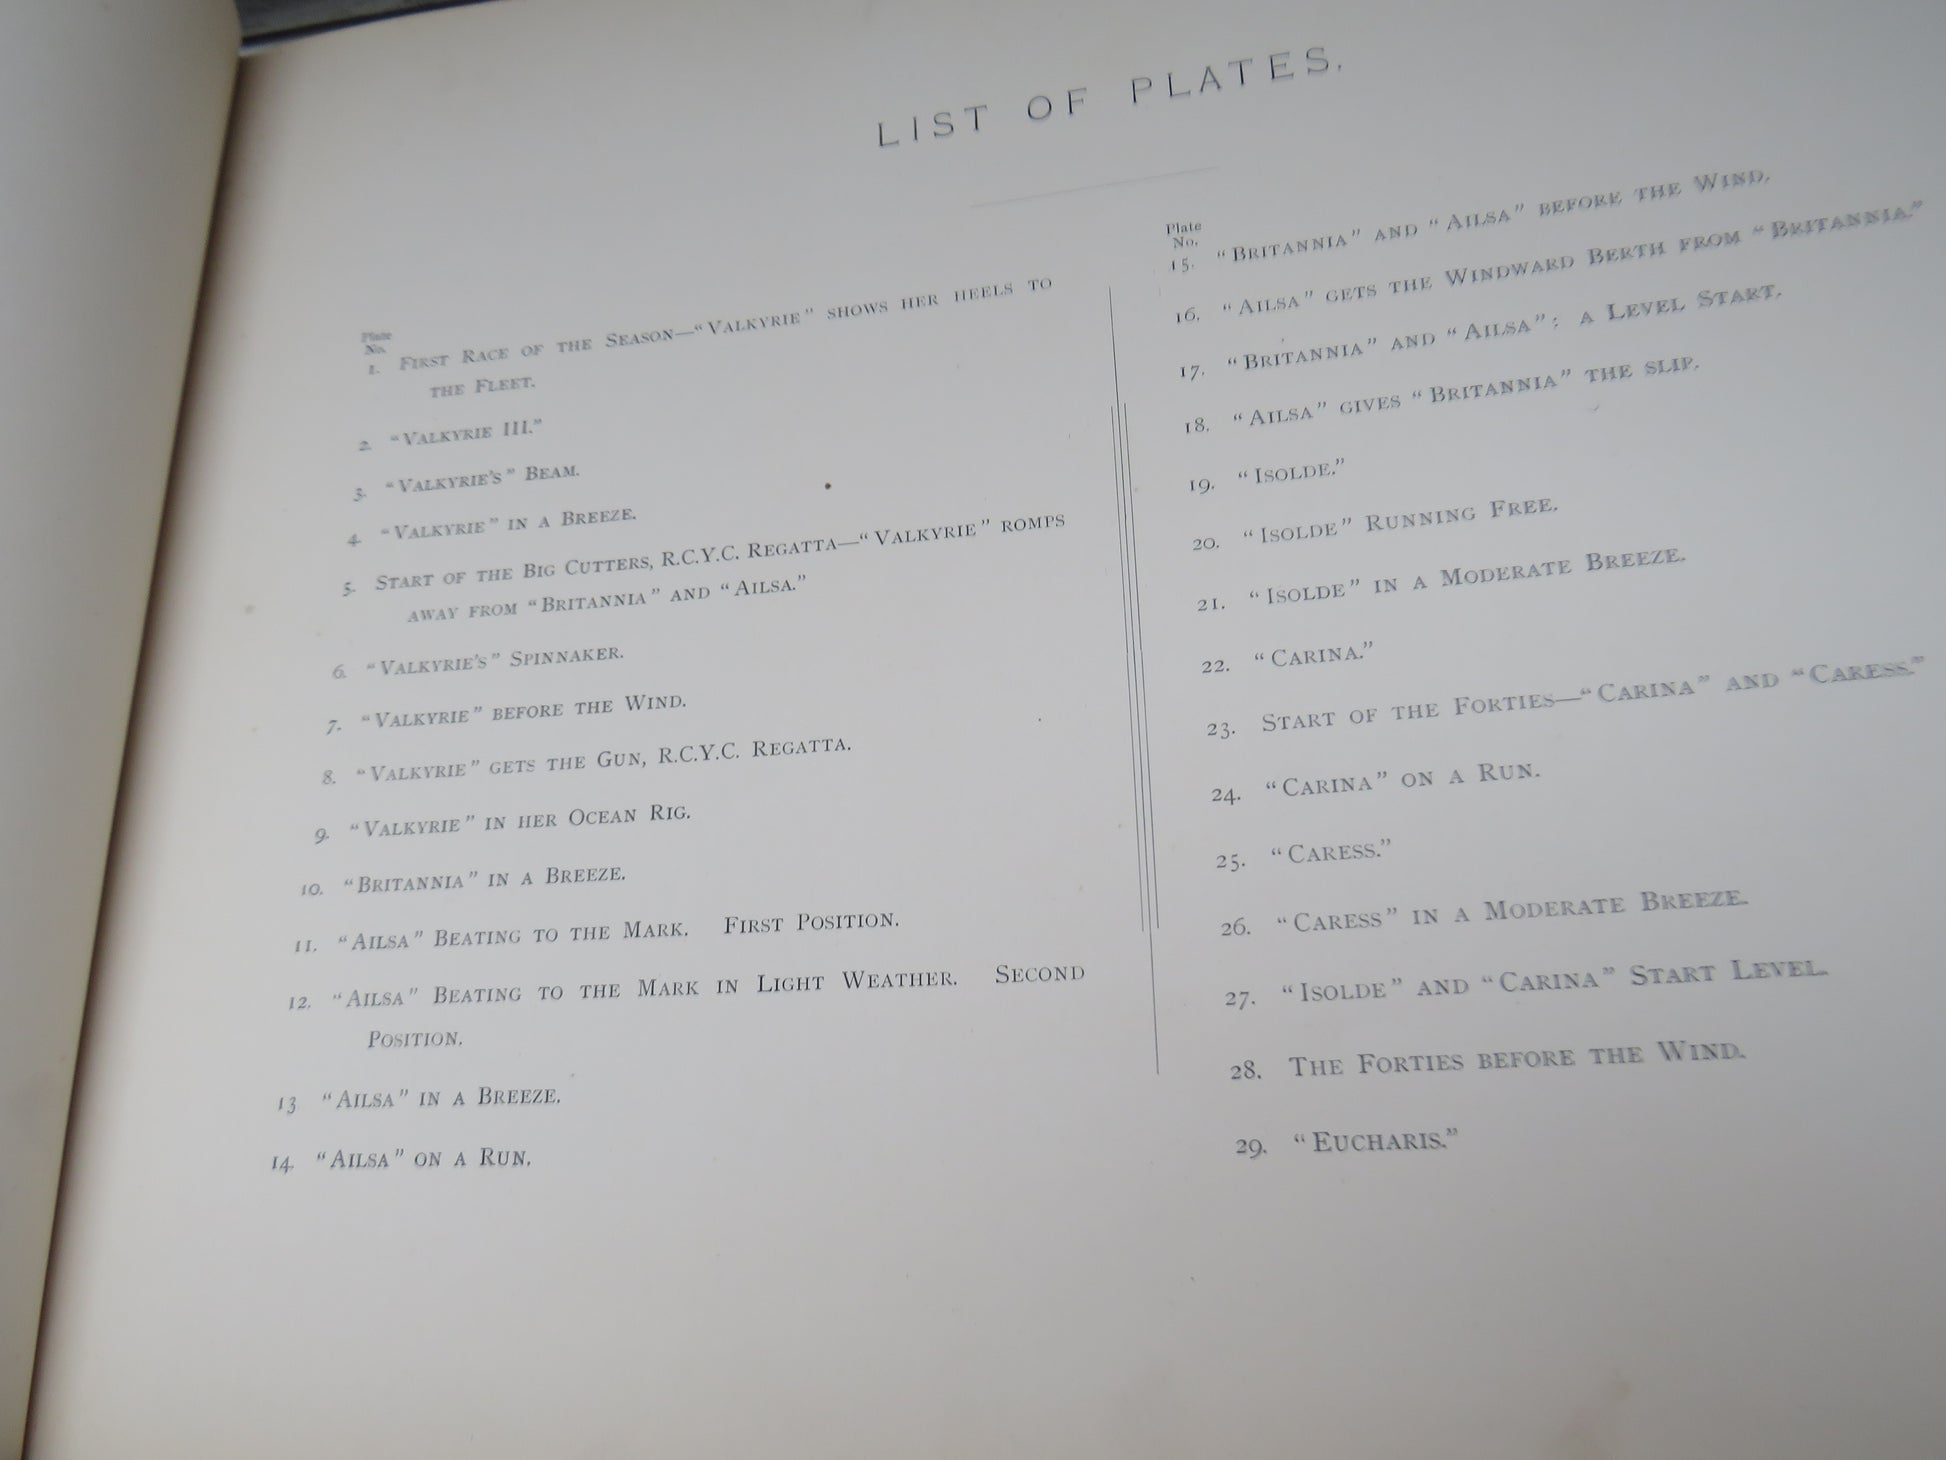 LIST OF PLATES.
Plate
No.
1. First Race of the Season—“Valkyrie” shows her heels to
the Fleet.
2. “Valkyrie III.”
3. “Valkyrie's” Beam.
4. “Valkyrie” in a Breeze.
5. Start of the Big Cutters, R.C.Y.C. Regatta—“Valkyrie” romps
away from “Britannia” and “Ailsa.”
6. “Valkyrie's” Spinnaker.
7. “Valkyrie” before the Wind.
8. “Valkyrie” gets the Gun, R.C.Y.C. Regatta.
9. “Valkyrie” in her Ocean Rig.
10. “Britannia” in a Breeze.
11. “Ailsa” Beating to the Mark. First Position.
12. “Ailsa” Beating to the Mark in Light Weather. Second
Position.
13 “Ailsa” in a Breeze.
14. “Ailsa” on a Run.
Plate
No.
15. “Britannia” and “Ailsa” before the Wind.
16. “Ailsa” gets the Windward Berth from “Britannia.”
17. “Britannia” and “Ailsa”: a Level Start.
18. “Ailsa” gives “Britannia” the slip.
19. “Isolde.”
20. “Isolde” Running Free.
21. “Isolde” in a Moderate Breeze.
22. “Carina.”
23. Start of the Forties—“Carina” and “Caress.”
24. “Carina” on a Run.
25. “Caress.”
26. “Caress” in a Moderate Breeze.
27. “Isolde” and “Carina” Start Level.
28. The Forties before the Wind.
29. “Eucharis.”